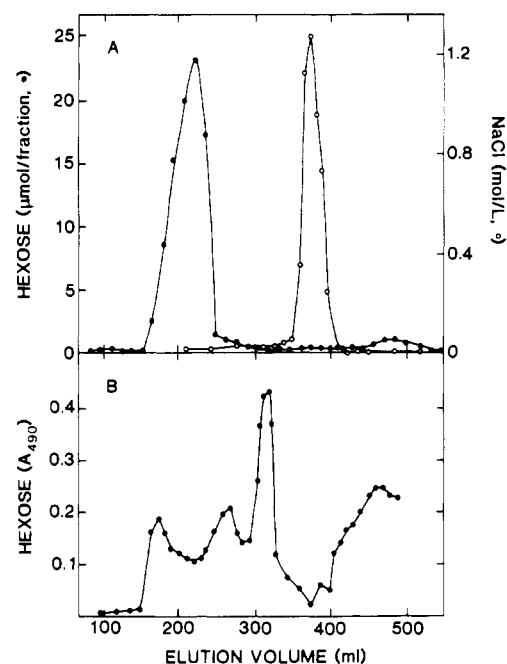 A
HEXOSE (μmol/fraction, •)
25
20
15
10
5
0
NaCl (mol/L, ○)
1.2
0.8
0.4
0
B
HEXOSE (A₄₉₀)
0.4
0.3
0.2
0.1
100 200 300 400 500
ELUTION VOLUME (ml)